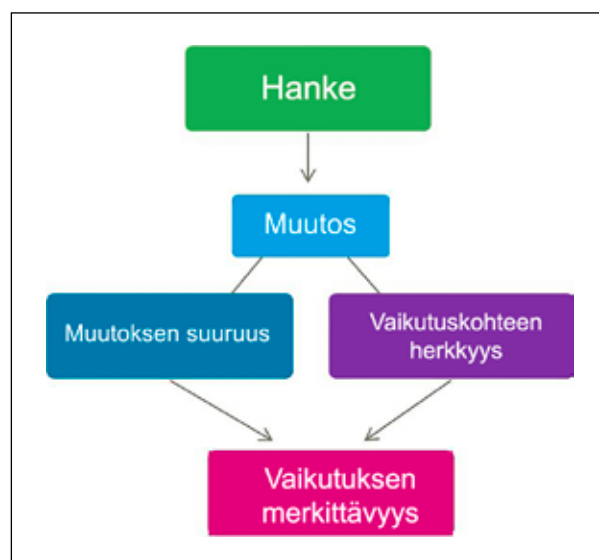 Hanke
Muutos
Muutoksen suuruus
Vaikutuskohteen
herkkyys
Vaikutuksen
merkittävyys